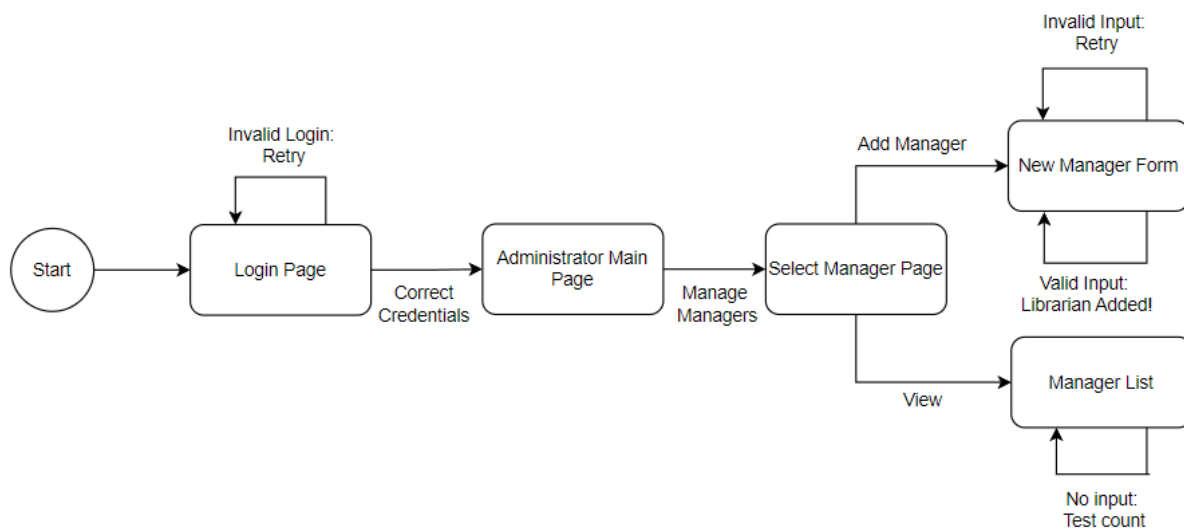 Invalid Input:
Retry
Invalid Login:
Retry
Add Manager
New Manager Form
Start
Login Page
Administrator Main
Page
Select Manager Page
Correct
Credentials
Manage
Managers
Valid Input:
Librarian Added!
Manager List
View
No input:
Test count